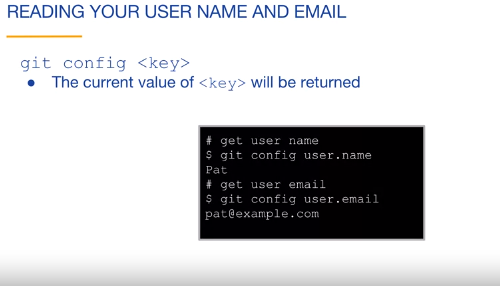 READING YOUR USER NAME AND EMAIL
git config <key>
● The current value of <key> will be returned
# get user name
$ git config user.name
Pat
# get user email
$ git config user.email
pat@example.com